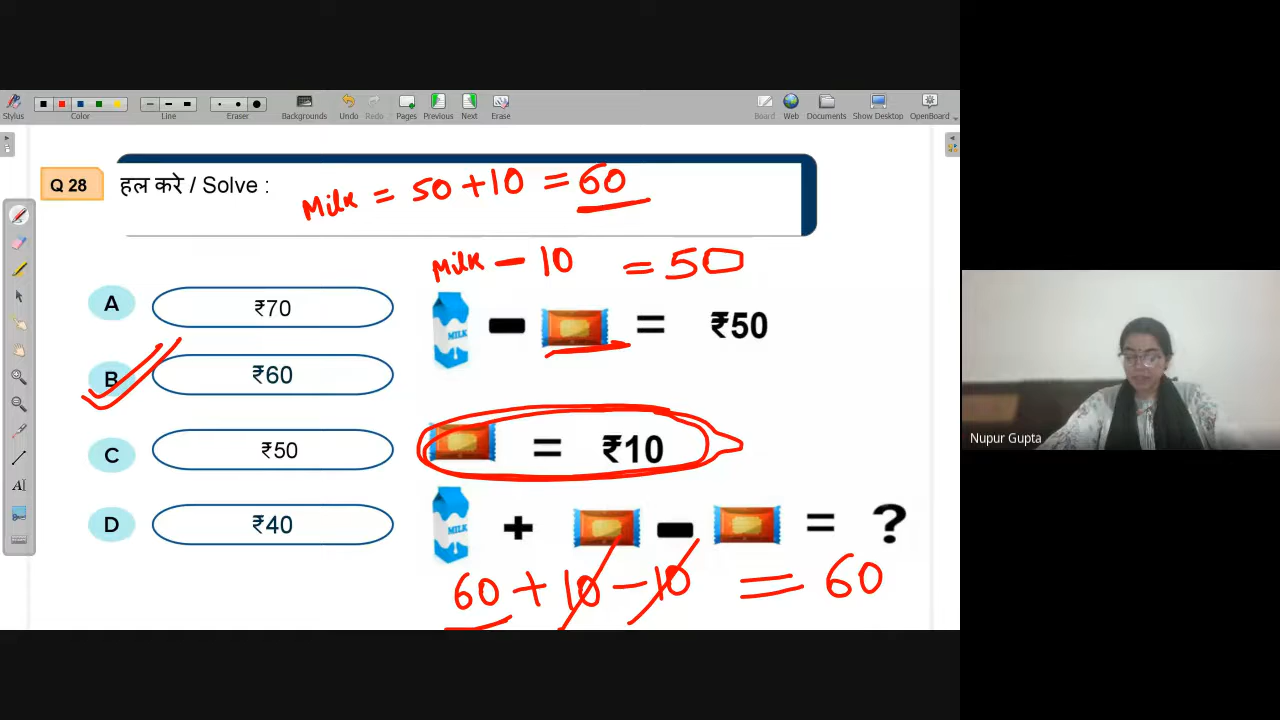 Stylus Color Line Eraser Backgrounds Undo Redo Pages Previous Next Erase Board Web Documents Show Desktop OpenBoard
Q 28 हल करे / Solve :
Milk = 50 + 10 = 60
Milk - 10 = 50
A ₹70
MILK - = ₹50
B ₹60
C ₹50
= ₹10
D ₹40
MILK + - = ?
60 + 10 - 10 = 60
Nupur Gupta